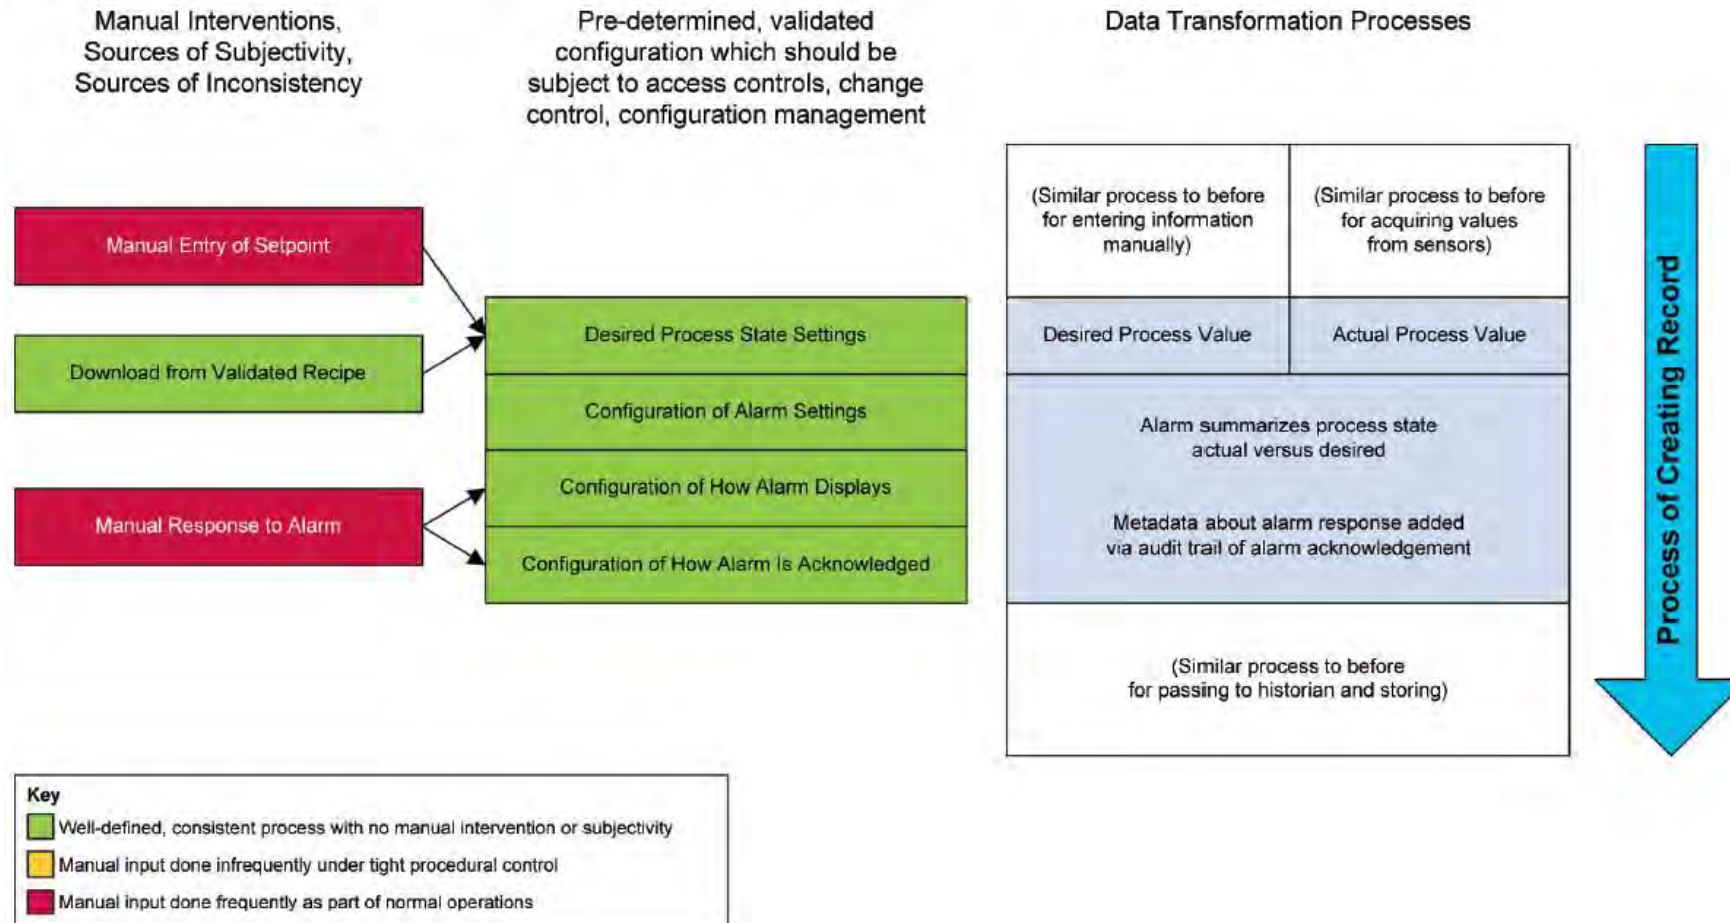 Manual Interventions,
Sources of Subjectivity,
Sources of Inconsistency
Pre-determined, validated
configuration which should be
subject to access controls, change
control, configuration management
Data Transformation Processes
Manual Entry of Setpoint
Download from Validated Recipe
Manual Response to Alarm
Desired Process State Settings
Configuration of Alarm Settings
Configuration of How Alarm Displays
Configuration of How Alarm Is Acknowledged
(Similar process to before
for entering information
manually)
(Similar process to before
for acquiring values
from sensors)
Desired Process Value
Actual Process Value
Alarm summarizes process state
actual versus desired
Metadata about alarm response added
via audit trail of alarm acknowledgement
(Similar process to before
for passing to historian and storing)
Process of Creating Record
Key
Well-defined, consistent process with no manual intervention or subjectivity
Manual input done infrequently under tight procedural control
Manual input done frequently as part of normal operations